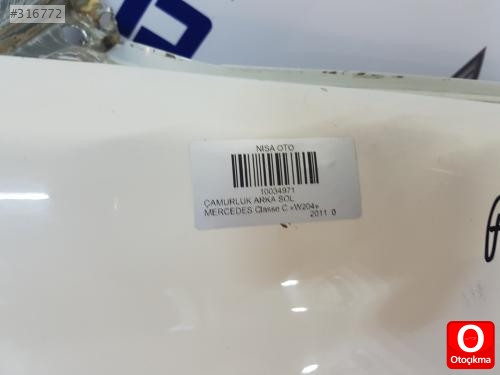 #316772
NISA OTO
10034971
ÇAMURLUK ARKA SOL
MERCEDES Classe C «W204»
2011 0
O
Otoçıkma